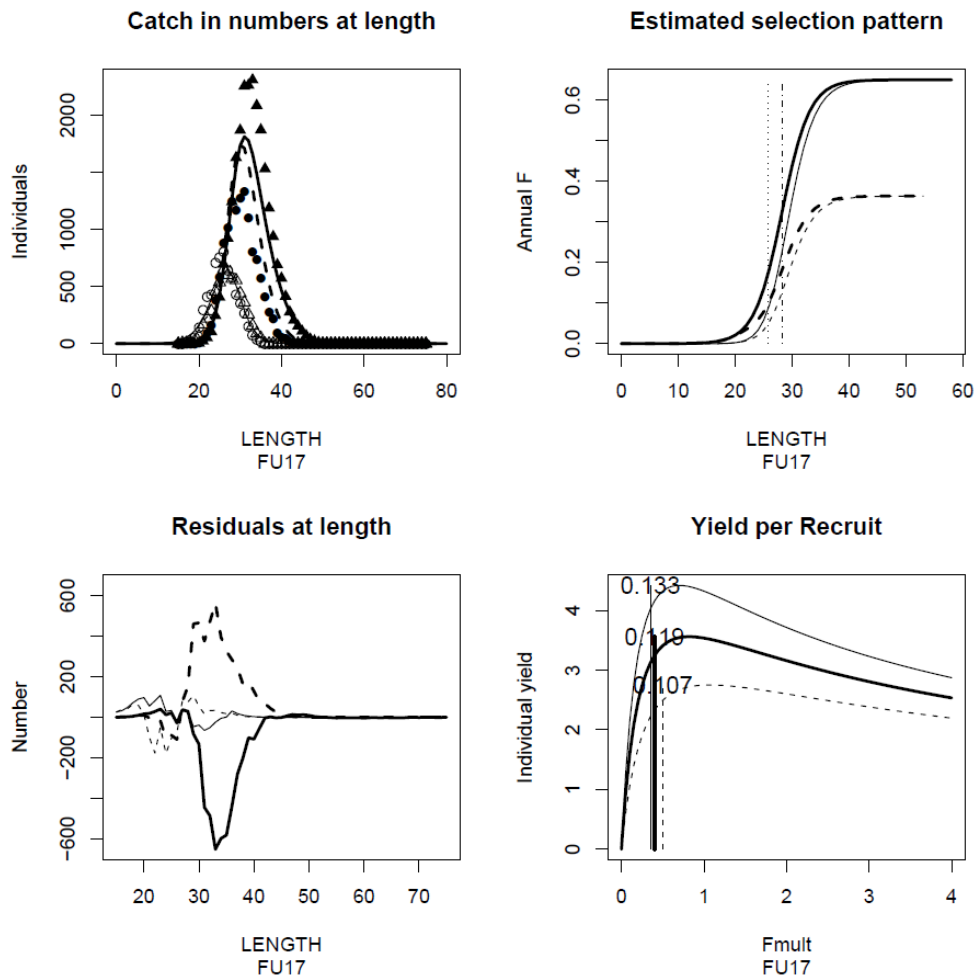 Catch in numbers at length
Individuals
0 500 1000 2000
0 20 40 60 80
LENGTH
FU17
Estimated selection pattern
Annual F
0.0 0.2 0.4 0.6
0 10 20 30 40 50 60
LENGTH
FU17
Residuals at length
Number
−600 −200 200 600
20 30 40 50 60 70
LENGTH
FU17
Yield per Recruit
Individual yield
0 1 2 3 4
0.133
0.119
0.107
0 1 2 3 4
Fmult
FU17